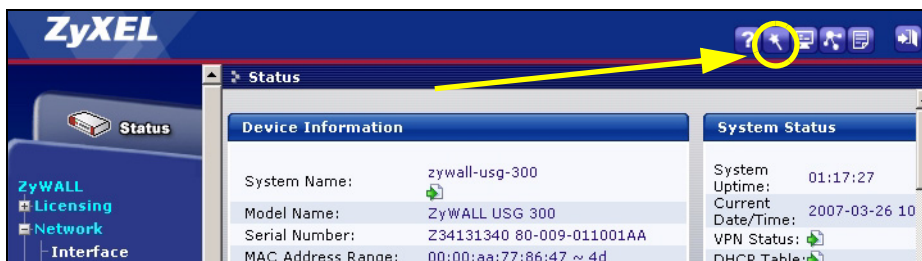 ZyXEL
Status
Status
Device Information
System Name: zywall-usg-300
Model Name: ZyWALL USG 300
Serial Number: Z34131340 80-009-011001AA
MAC Address Range: 00:00:aa:77:86:47 ~ 4d
System Status
System Uptime: 01:17:27
Current Date/Time: 2007-03-26 10
VPN Status:
DHCP Table:
ZyWALL
Licensing
Network
Interface